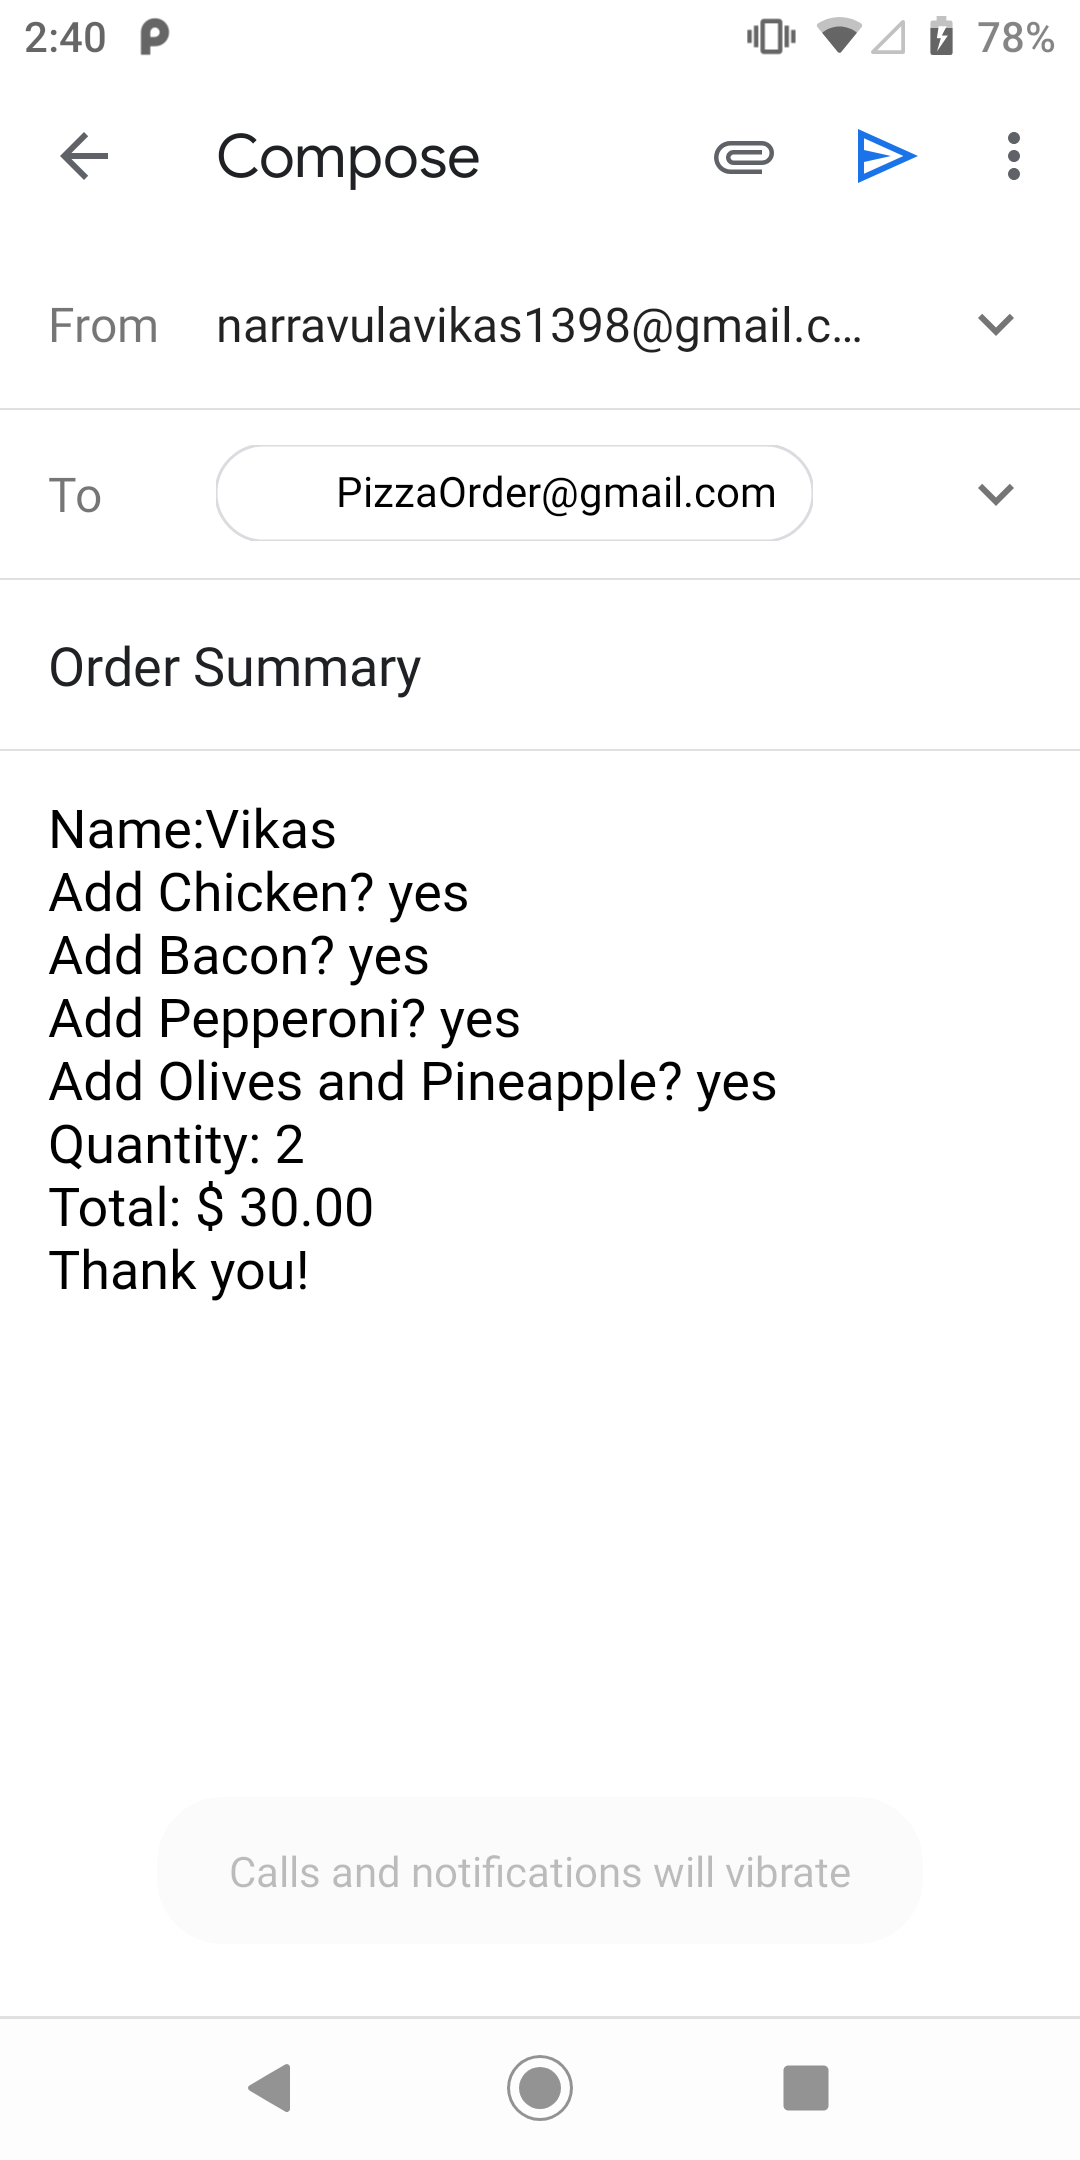 2:40 78%
Compose
From narravulavikas1398@gmail.c...
To PizzaOrder@gmail.com
Order Summary
Name:Vikas
Add Chicken? yes
Add Bacon? yes
Add Pepperoni? yes
Add Olives and Pineapple? yes
Quantity: 2
Total: $ 30.00
Thank you!
Calls and notifications will vibrate